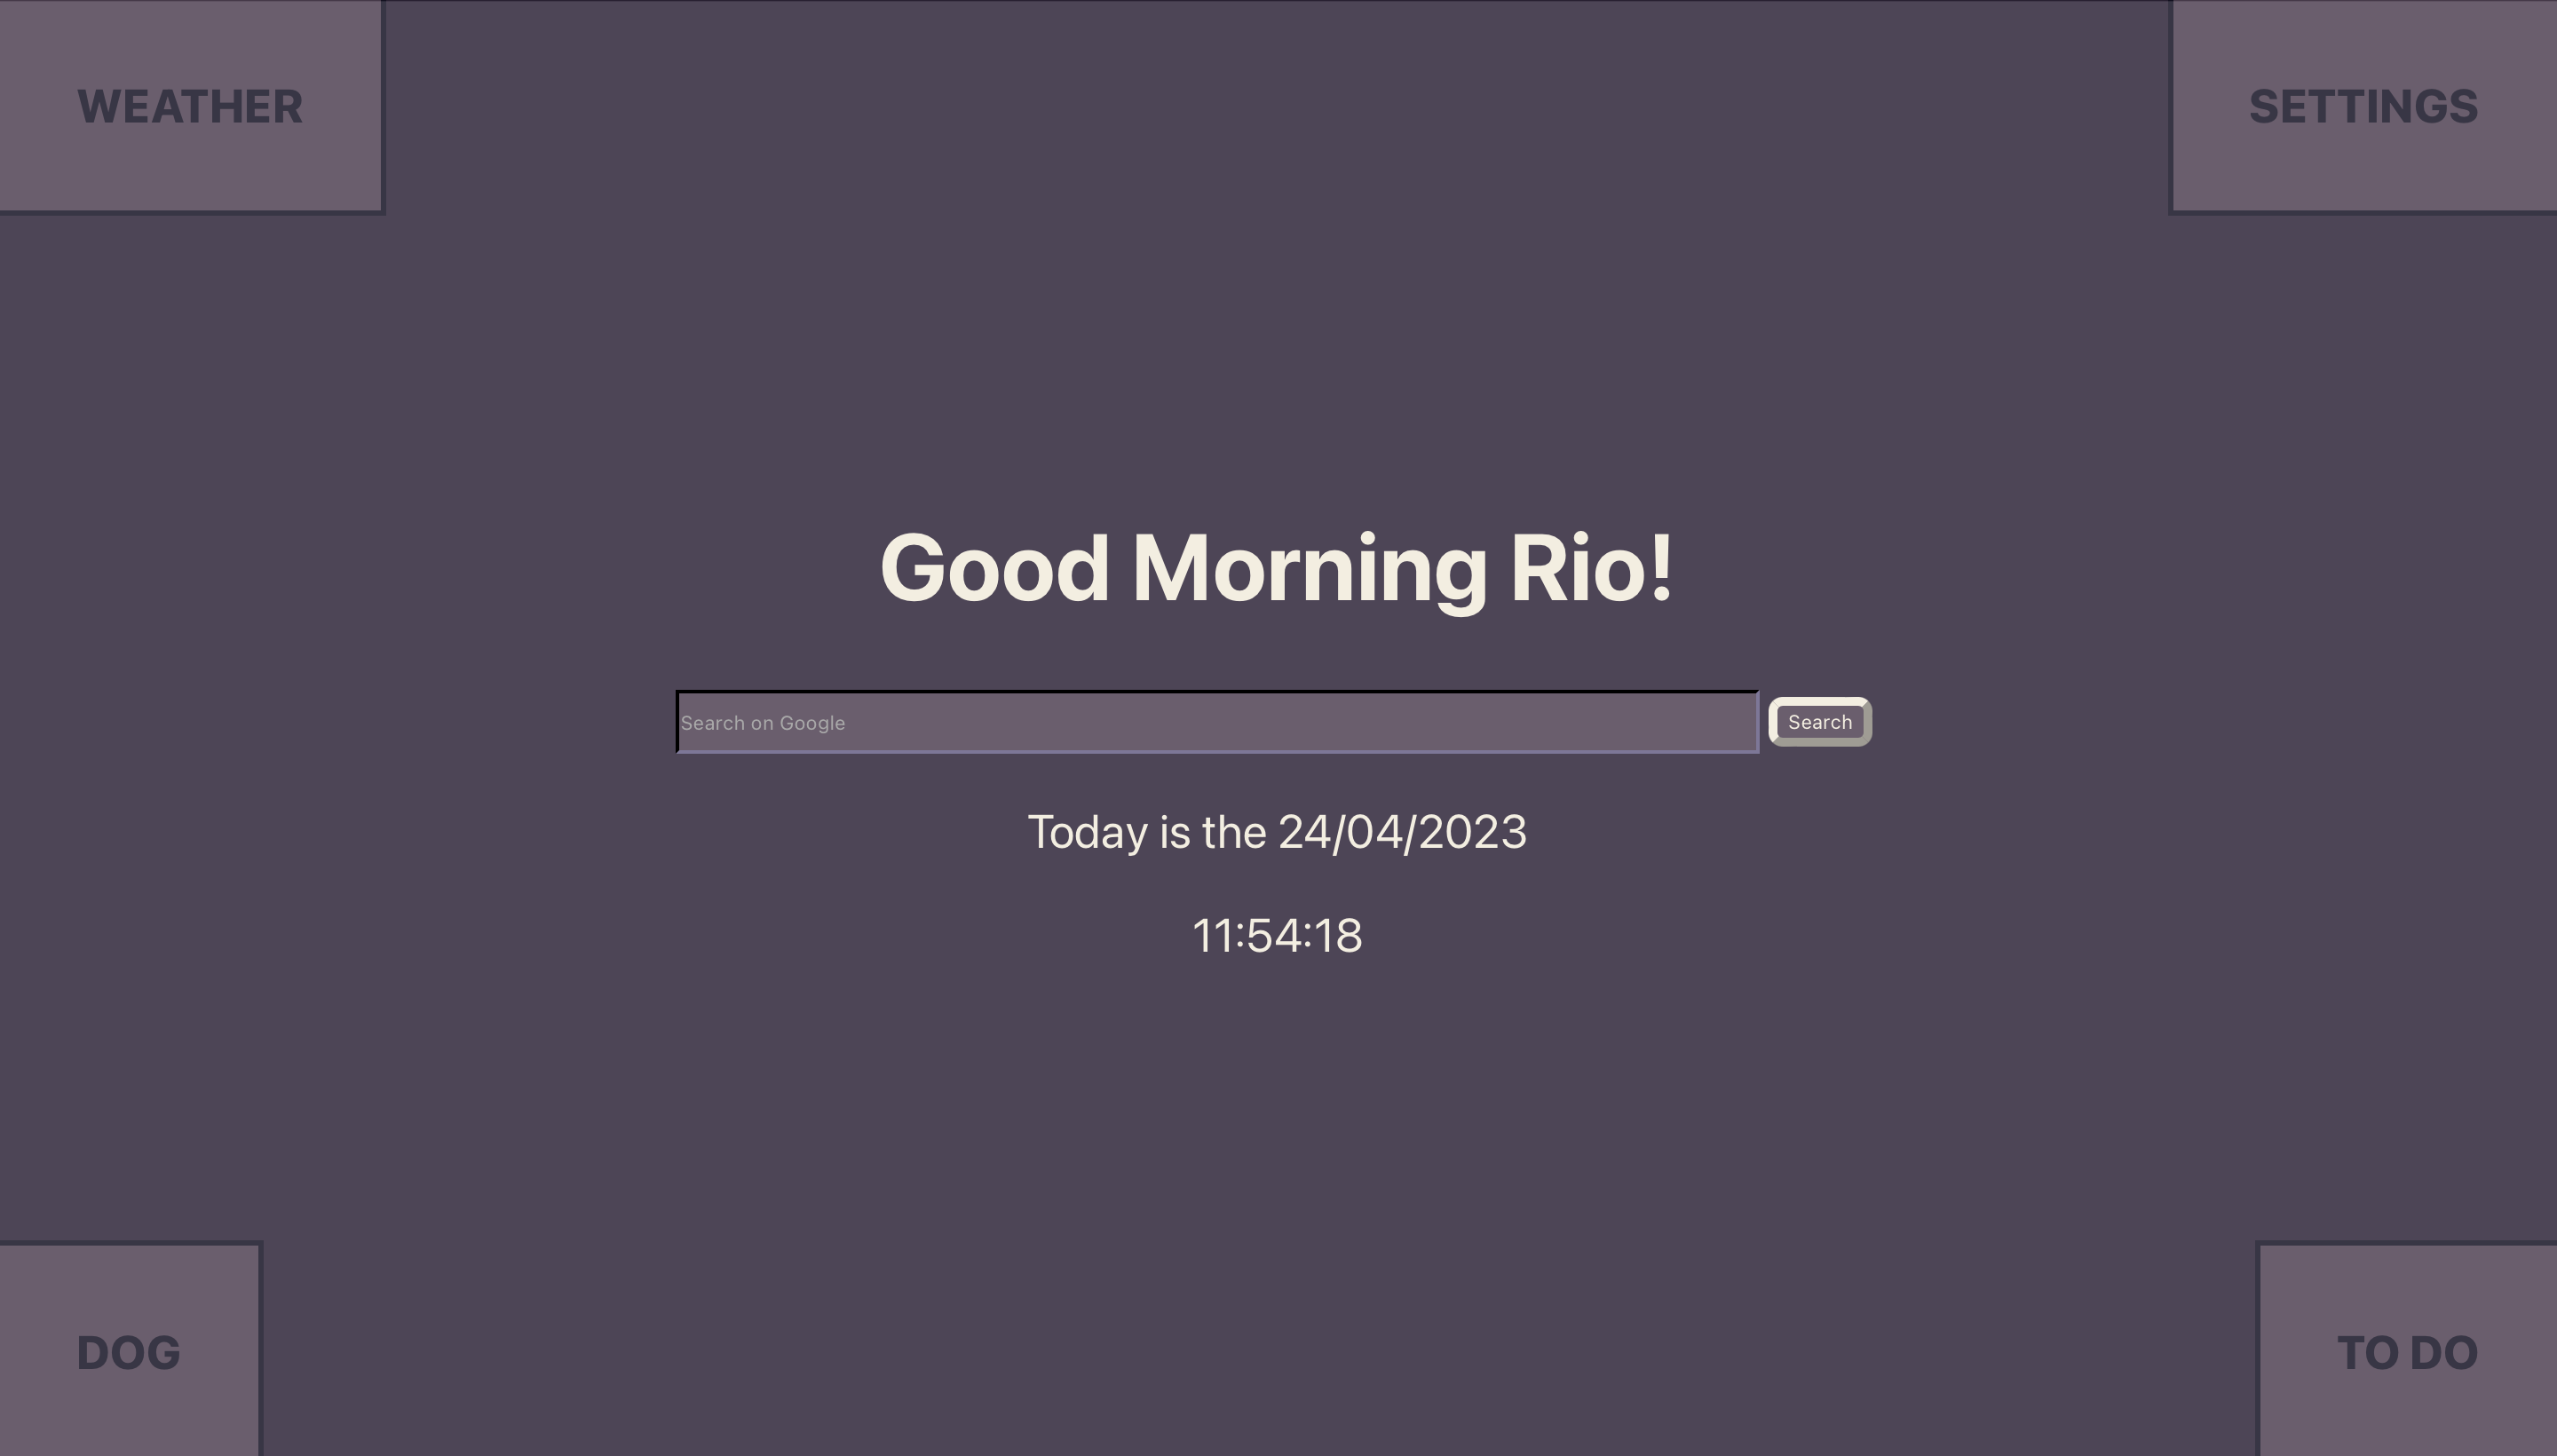 WEATHER
SETTINGS
Good Morning Rio!
Search on Google
Search
Today is the 24/04/2023
11:54:18
DOG
TO DO